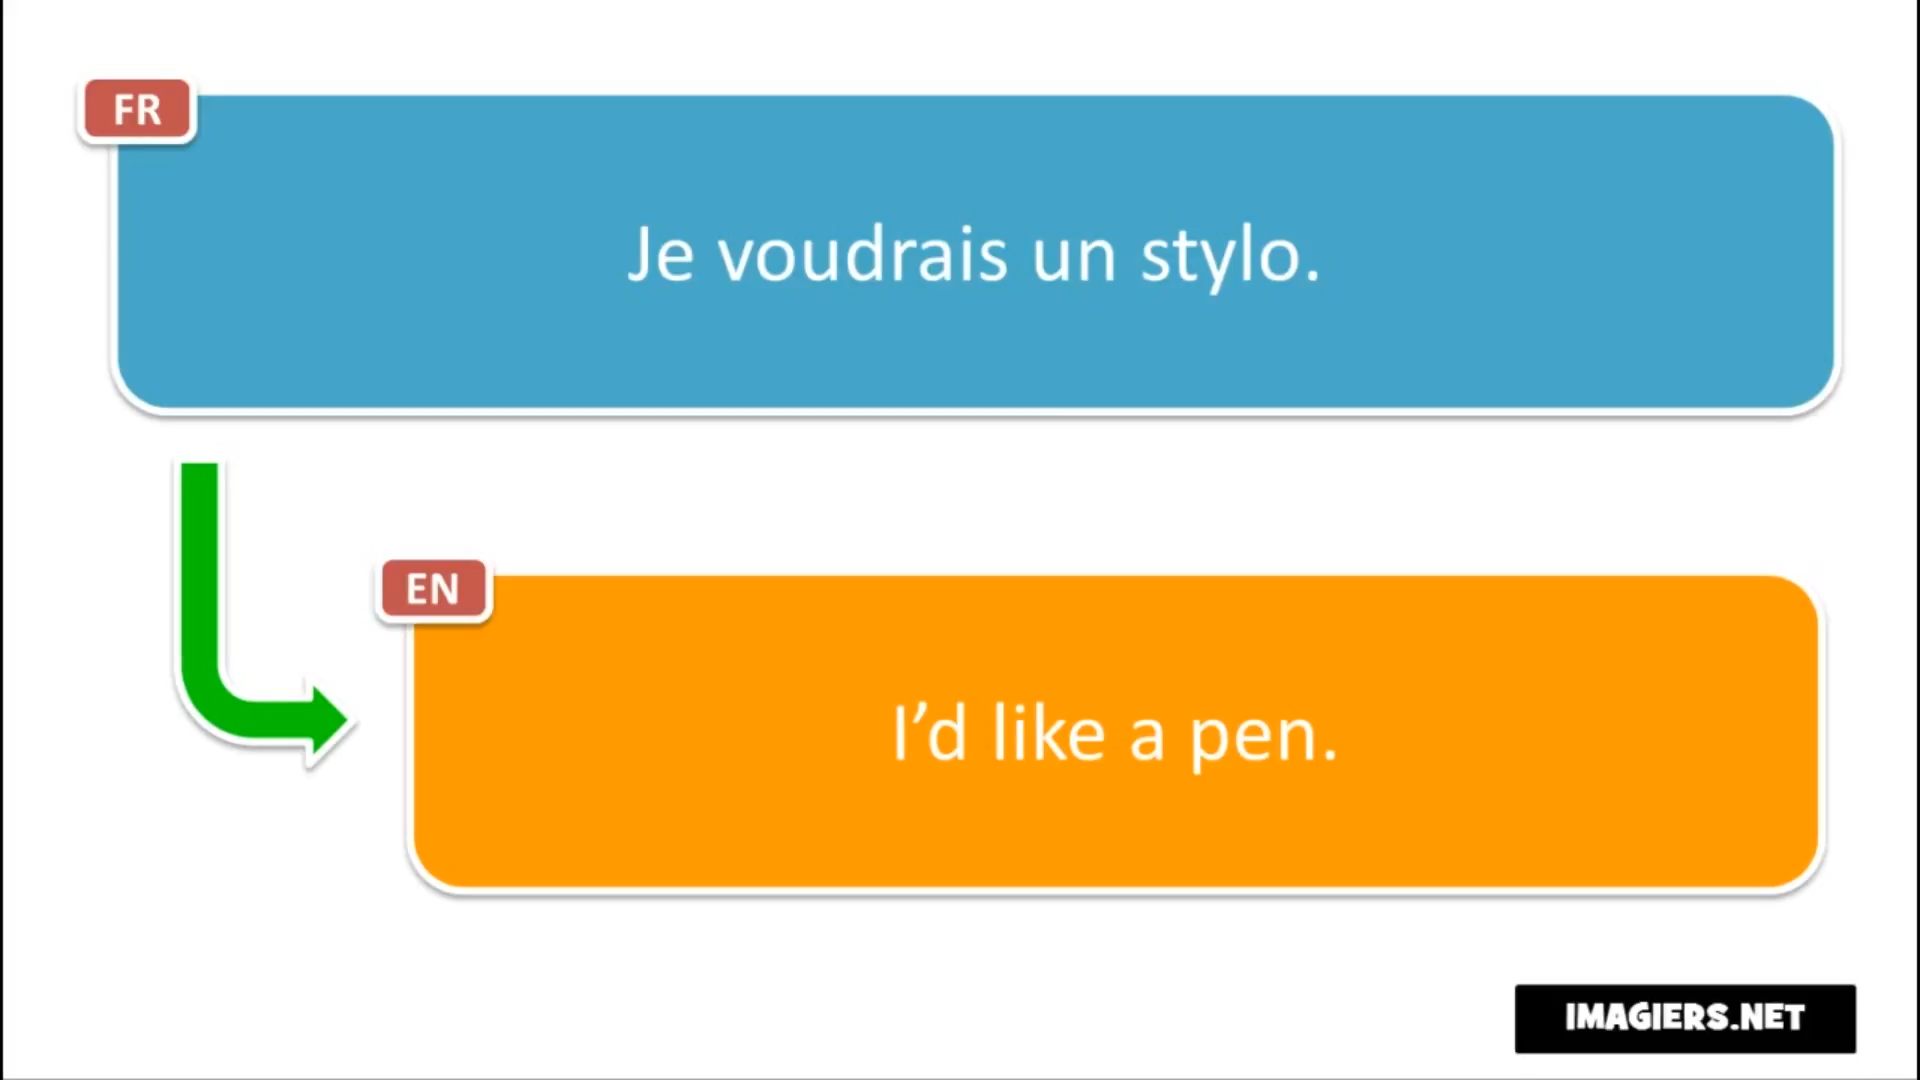 FR
Je voudrais un stylo.
EN
I’d like a pen.
IMAGIERS.NET